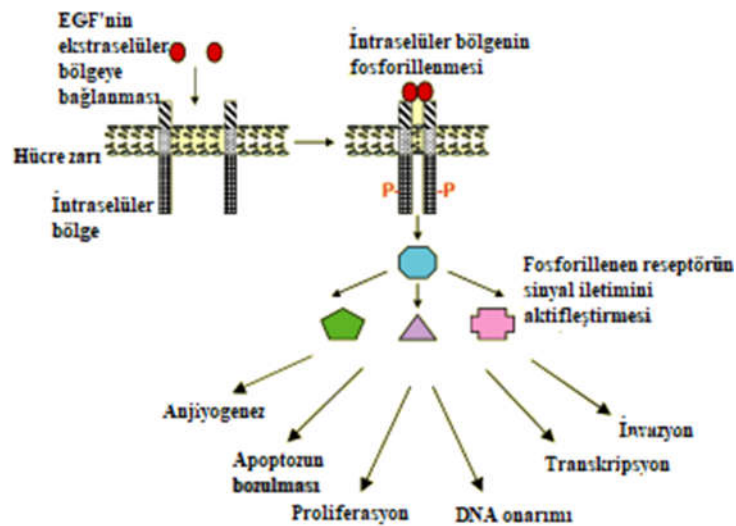 EGF'nin
ekstraselüler
bölgeye
bağlanması
İntraselüler bölgenin
fosforillenmesi
Hücre zarı
İntraselüler
bölge
P-
-P
Fosforillenen reseptörün
sinyal iletimini
aktifleştirmesi
Anjiyogenez
Apoptozun
bozulması
Proliferasyon
DNA onarımı
Transkripsyon
İnvazyon